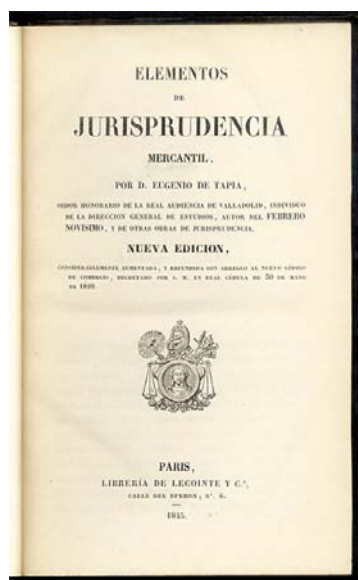 ELEMENTOS
DE
JURISPRUDENCIA
MERCANTIL,
POR D. EUGENIO DE TAPIA,
OIDOR HONORARIO DE LA REAL AUDIENCIA DE VALLADOLID, INDIVIDUO
DE LA DIRECCION GENERAL DE ESTUDIOS, AUTOR DEL FEBRERO
NOVISIMO, Y DE OTRAS OBRAS DE JURISPRUDENCIA.
NUEVA EDICION,
CONSIDERABLEMENTE AUMENTADA, Y REFUNDIDA CON ARREGLO AL NUEVO CÓDIGO
DE COMERCIO, DECRETADO POR S. M. EN REAL CÉDULA DE 30 DE MAYO
DE 1829.
PARIS,
LIBRERÍA DE LECOINTE Y C.ª,
CALLE DEL EPERON, Nº. 6.
1845.